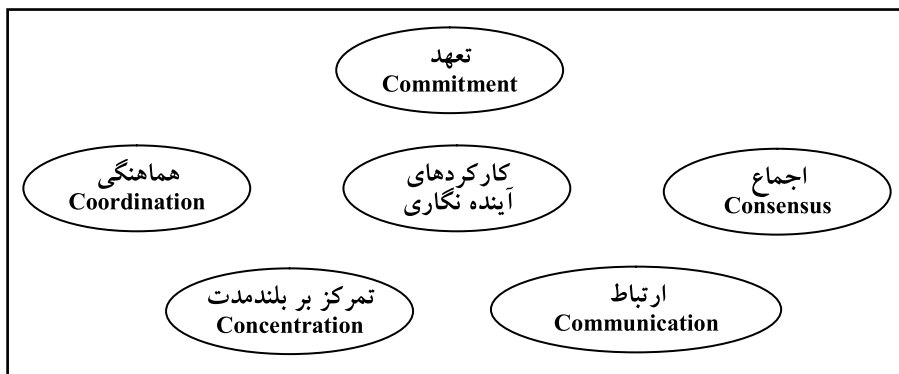 تعهد
Commitment
هماهنگی
Coordination
کارکردهای
آینده نگاری
اجماع
Consensus
تمرکز بر بلندمدت
Concentration
ارتباط
Communication